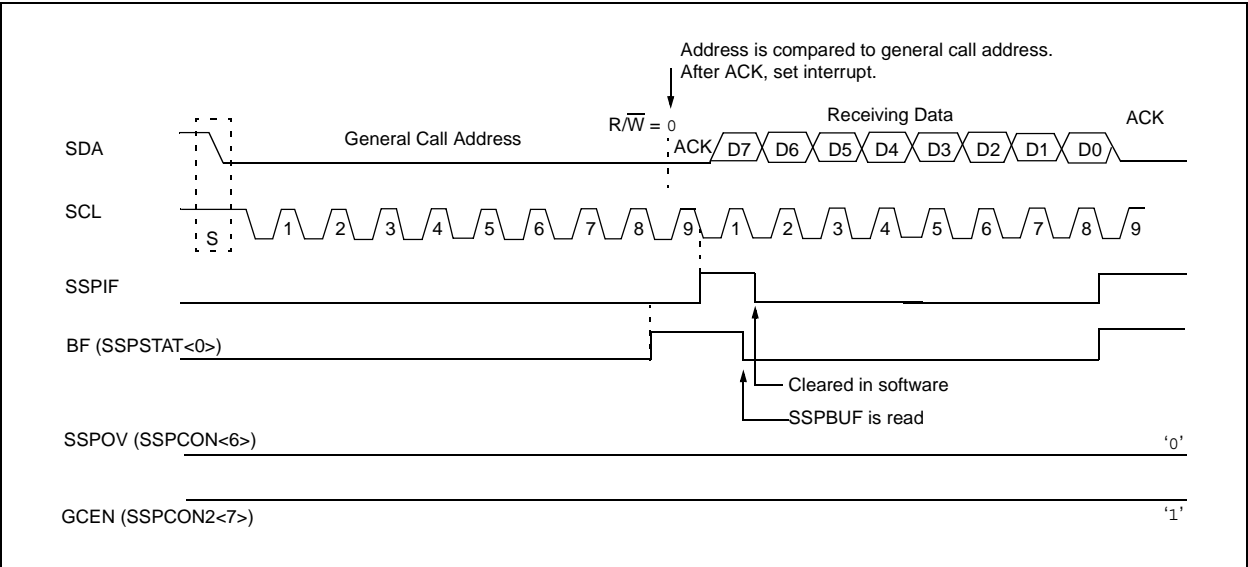 Address is compared to general call address.
After ACK, set interrupt.
R/W = 0
Receiving Data
ACK
General Call Address
SDA
ACK D7 D6 D5 D4 D3 D2 D1 D0
SCL
S
1 2 3 4 5 6 7 8 9 1 2 3 4 5 6 7 8 9
SSPIF
BF (SSPSTAT<0>)
Cleared in software
SSPBUF is read
SSPOV (SSPCON<6>)
‘0’
GCEN (SSPCON2<7>)
‘1’